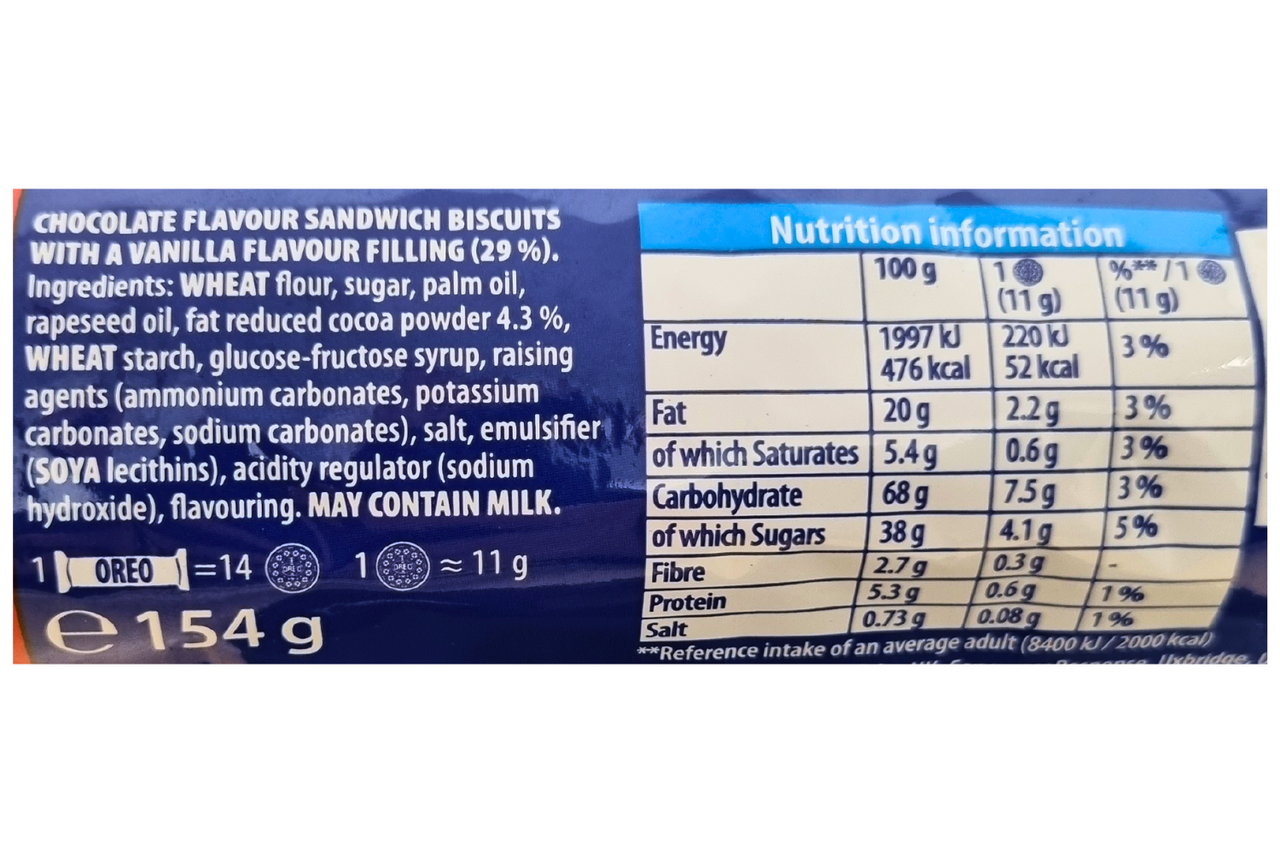 CHOCOLATE FLAVOUR SANDWICH BISCUITS
WITH A VANILLA FLAVOUR FILLING (29 %).
Ingredients: WHEAT flour, sugar, palm oil,
rapeseed oil, fat reduced cocoa powder 4.3 %,
WHEAT starch, glucose-fructose syrup, raising
agents (ammonium carbonates, potassium
carbonates, sodium carbonates), salt, emulsifier
(SOYA lecithins), acidity regulator (sodium
hydroxide), flavouring. MAY CONTAIN MILK.
1 OREO =14 OREO 1 OREO ≈ 11 g
℮ 154 g
Nutrition information
100 g 1 (11 g) %** / 1 (11 g)
Energy 1997 kJ 220 kJ 3 %
476 kcal 52 kcal
Fat 20 g 2.2 g 3 %
of which Saturates 5.4 g 0.6 g 3 %
Carbohydrate 68 g 7.5 g 3 %
of which Sugars 38 g 4.1 g 5 %
Fibre 2.7 g 0.3 g -
Protein 5.3 g 0.6 g 1 %
Salt 0.73 g 0.08 g 1 %
**Reference intake of an average adult (8400 kJ / 2000 kcal)
Uxbridge,